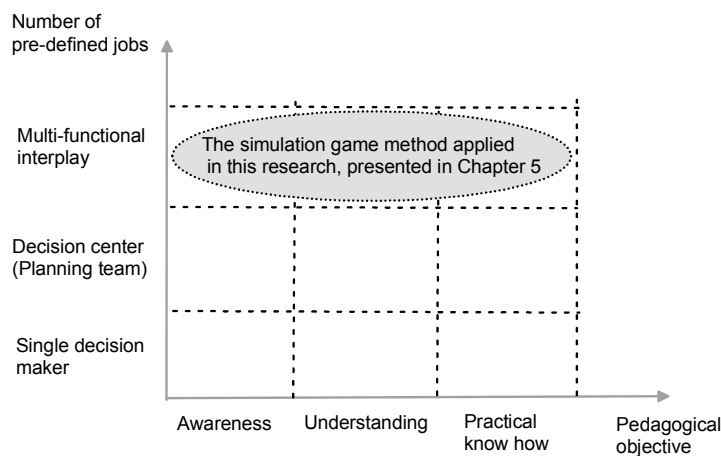 Number of
pre-defined jobs
Multi-functional
interplay
The simulation game method applied
in this research, presented in Chapter 5
Decision center
(Planning team)
Single decision
maker
Awareness
Understanding
Practical
know how
Pedagogical
objective